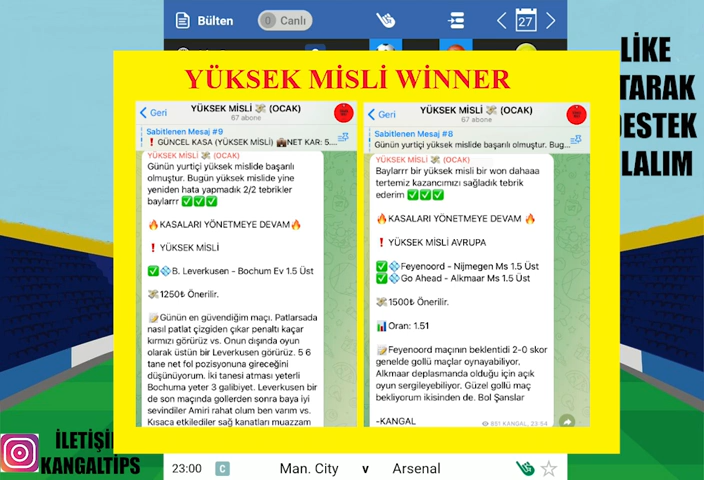 Bülten
0 Canlı
27
LİKE
TARAK
DESTEK
LALIM
YÜKSEK MİSLİ WİNNER
Geri
YÜKSEK MİSLİ 💸 (OCAK)
67 abone
Sabitlenen Mesaj #9
❗ GÜNCEL KASA (YÜKSEK MİSLİ) 💼NET KAR: 5....
YÜKSEK MİSLİ 💸 (OCAK)
Günün yurtiçi yüksek mislide başarılı
olmuştur. Bugün yüksek mislide yine
yeniden hata yapmadık 2/2 tebrikler
baylarrr ✅✅✅
🔥KASALARI YÖNETMEYE DEVAM🔥
❗ YÜKSEK MİSLİ
✅💠B. Leverkusen - Bochum Ev 1.5 Üst
💸1250₺ Önerilir.
📝Günün en güvendiğim maçı. Patlarsada
nasıl patlat çizgiden çıkar penaltı kaçar
kırmızı görürüz vs. Onun dışında oyun
olarak üstün bir Leverkusen görürüz. 5 6
tane net fol pozisyonuna gireceğini
düşünüyorum. İki tanesi atması yeterli
Bochuma yeter 3 galibiyet. Leverkusen bir
de son maçında gollerden sonra baya iyi
sevindiler Amiri rahat olum ben varım vs.
Kısaca etkilediler sağ kanatları muazzam
Geri
YÜKSEK MİSLİ 💸 (OCAK)
67 abone
Sabitlenen Mesaj #8
Günün yurtiçi yüksek mislide başarılı olmuştur. Bug...
YÜKSEK MİSLİ 💸 (OCAK)
Baylarrr bir yüksek misli bir won dahaaa
tertemiz kazancımızı sağladık tebrik
ederim ✅✅✅
🔥KASALARI YÖNETMEYE DEVAM 🔥
❗ YÜKSEK MİSLİ AVRUPA
✅💠Feyenoord - Nijmegen Ms 1.5 Üst
✅💠Go Ahead - Alkmaar Ms 1.5 Üst
💸1500₺ Önerilir.
📊 Oran: 1.51
📝Feyenoord maçının beklentidi 2-0 skor
genelde gollü maçlar oynayabiliyor.
Alkmaar deplasmanda olduğu için açık
oyun sergileyebiliyor. Güzel gollü maç
bekliyorum ikisinden de. Bol Şanslar
-KANGAL
851 KANGAL, 23:54
İLETİŞİ
KANGALTİPS
23:00 C Man. City v Arsenal